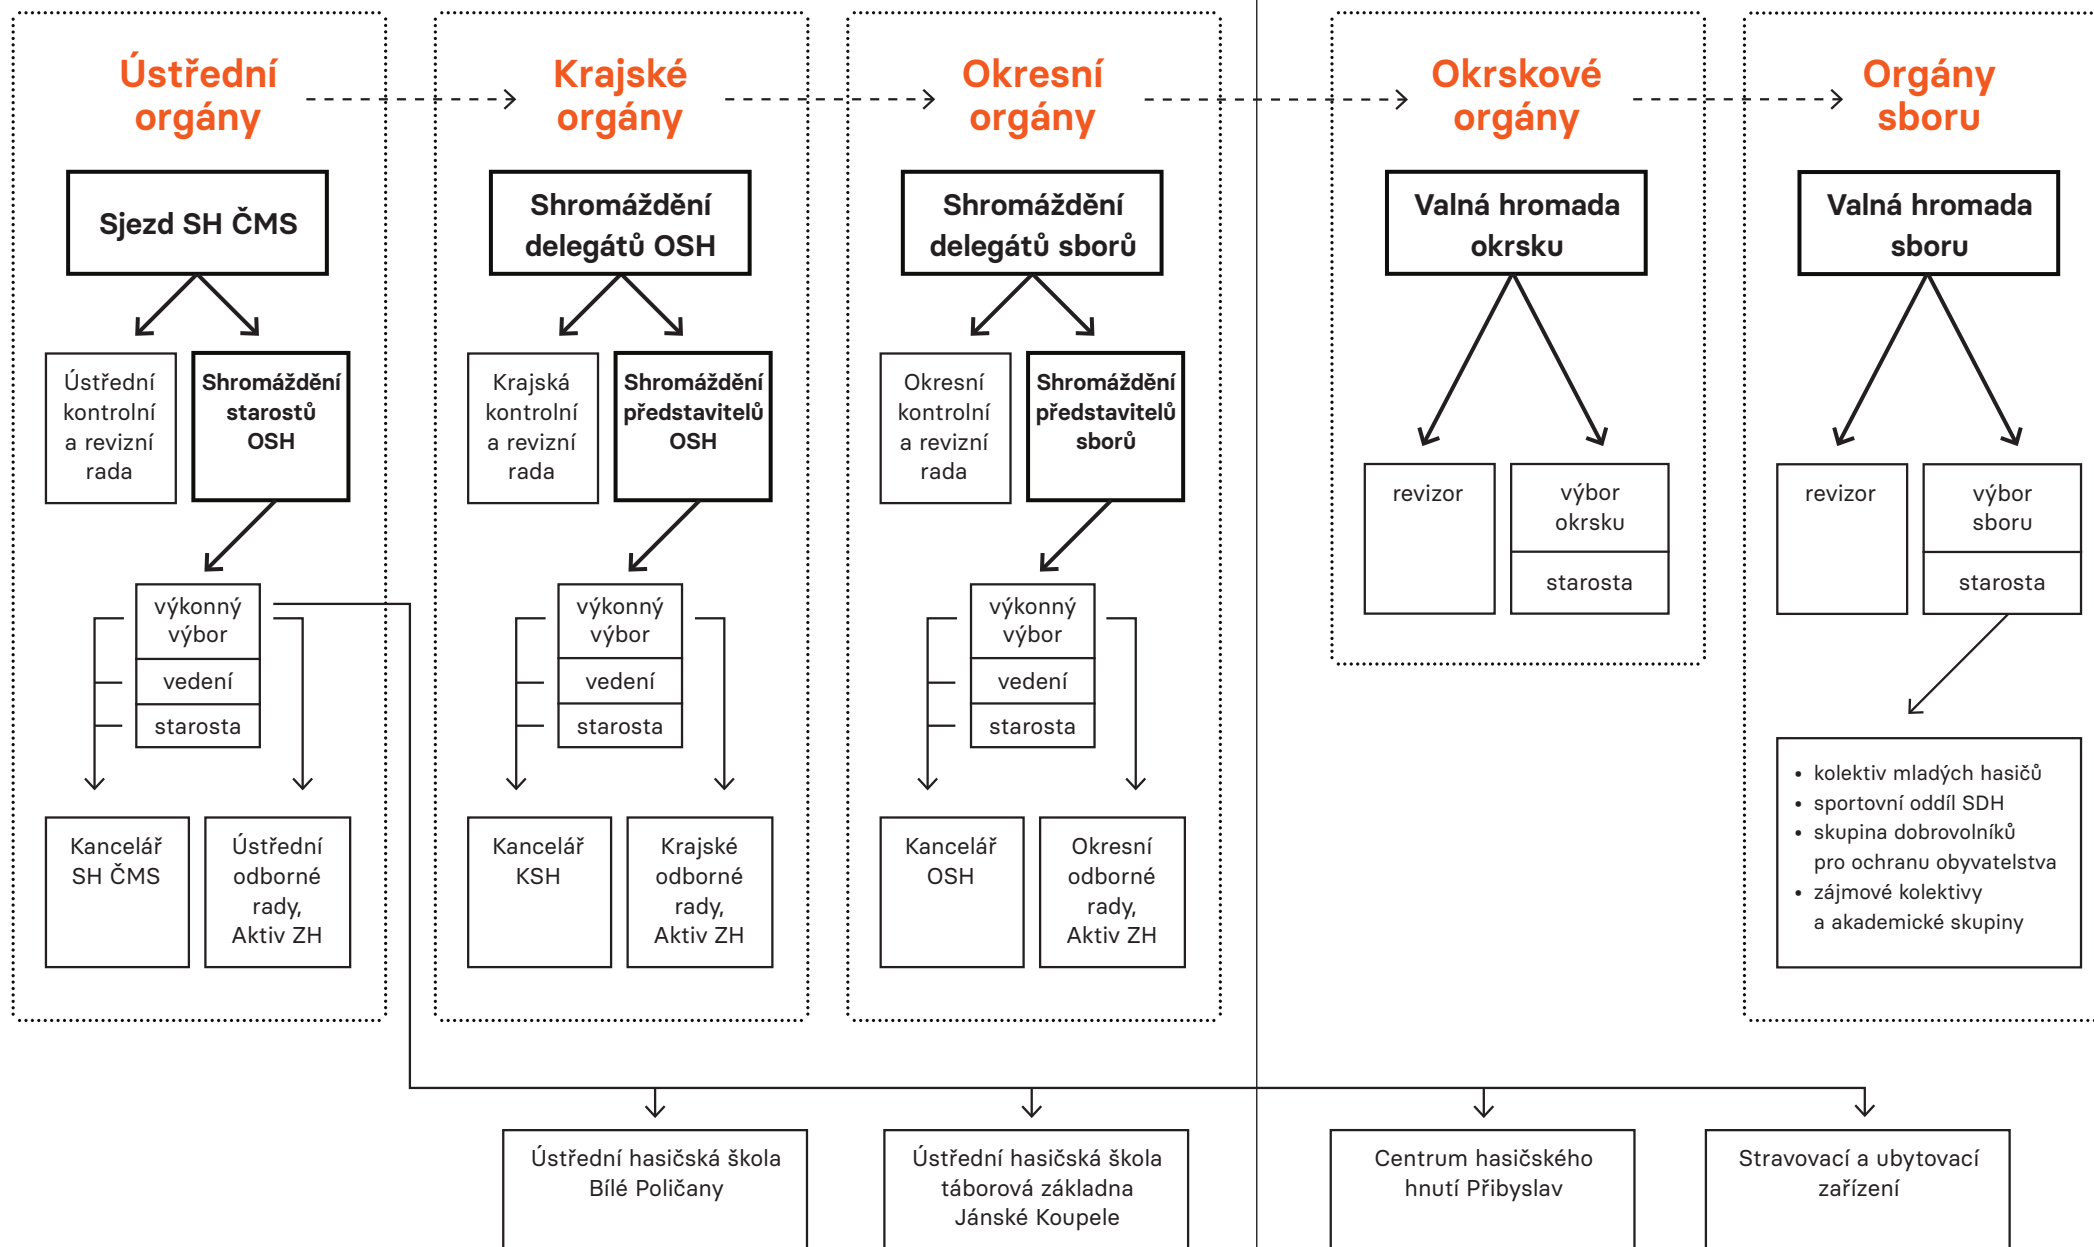 Ústřední
orgány
Krajské
orgány
Okresní
orgány
Okrskové
orgány
Orgány
sboru
Sjezd SH ČMS
Shromáždění
delegátů OSH
Shromáždění
delegátů sborů
Valná hromada
okrsku
Valná hromada
sboru
Ústřední
kontrolní
a revizní
rada
Shromáždění
starostů
OSH
Krajská
kontrolní
a revizní
rada
Shromáždění
představitelů
OSH
Okresní
kontrolní
a revizní
rada
Shromáždění
představitelů
sborů
revizor
výbor
okrsku
starosta
revizor
výbor
sboru
starosta
výkonný
výbor
vedení
starosta
výkonný
výbor
vedení
starosta
výkonný
výbor
vedení
starosta
Kancelář
SH ČMS
Ústřední
odborné
rady,
Aktiv ZH
Kancelář
KSH
Krajské
odborné
rady,
Aktiv ZH
Kancelář
OSH
Okresní
odborné
rady,
Aktiv ZH
• kolektiv mladých hasičů
• sportovní oddíl SDH
• skupina dobrovolníků
pro ochranu obyvatelstva
• zájmové kolektivy
a akademické skupiny
Ústřední hasičská škola
Bílé Poličany
Ústřední hasičská škola
táborová základna
Jánské Koupele
Centrum hasičského
hnutí Přibyslav
Stravovací a ubytovací
zařízení